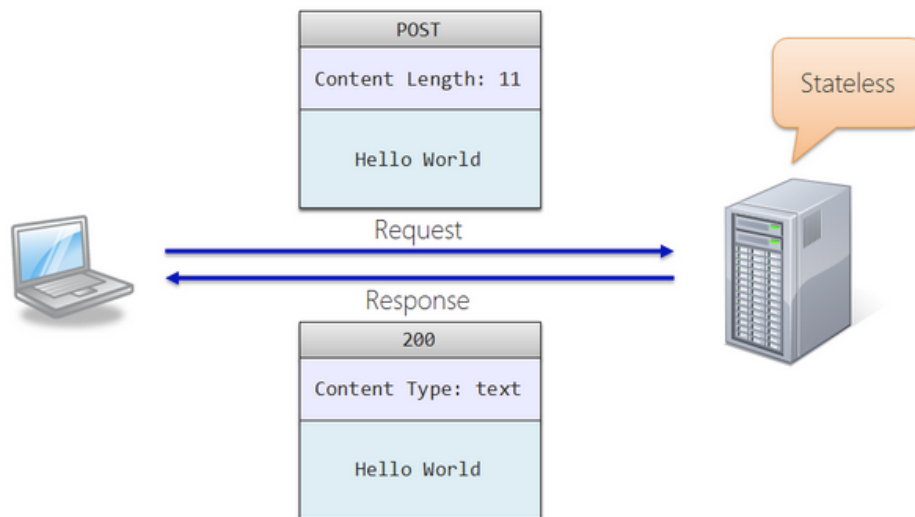 POST
Content Length: 11
Hello World
Stateless
Request
Response
200
Content Type: text
Hello World